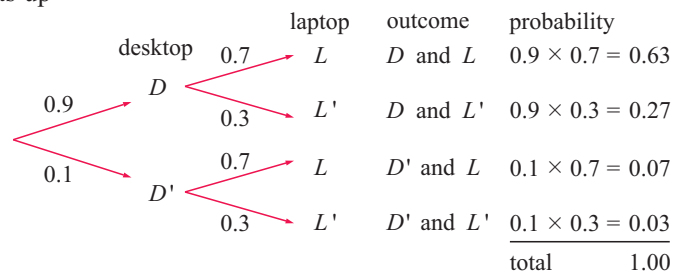 laptop outcome probability
desktop 0.7 L D and L 0.9 × 0.7 = 0.63
D
0.9 0.3 L' D and L' 0.9 × 0.3 = 0.27
0.1 0.7 L D' and L 0.1 × 0.7 = 0.07
D'
0.3 L' D' and L' 0.1 × 0.3 = 0.03
total 1.00